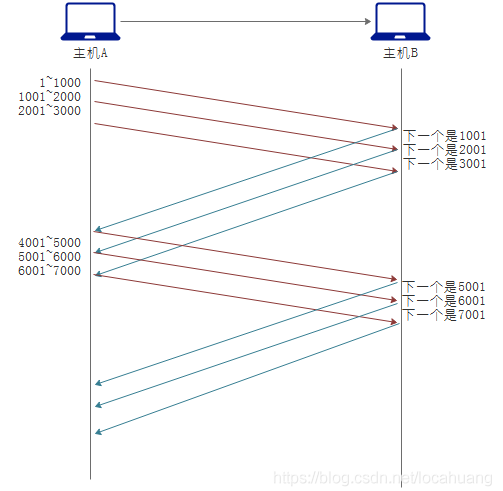 主机A
主机B
1~1000
1001~2000
2001~3000
下一个是1001
下一个是2001
下一个是3001
4001~5000
5001~6000
6001~7000
下一个是5001
下一个是6001
下一个是7001
https://blog.csdn.net/locahuang